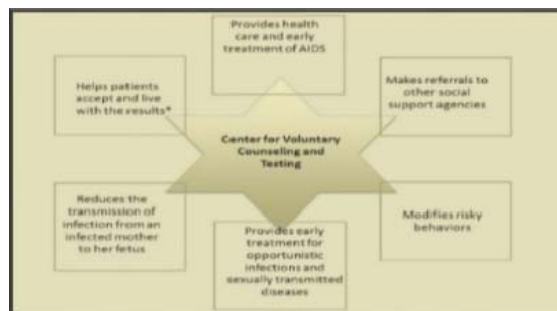 Provides health
care and early
treatment of AIDS
Helps patients
accept and live
with the results*
Makes referrals to
other social
support agencies
Center for Voluntary
Counseling and
Testing
Reduces the
transmission of
infection from an
infected mother
to her fetus
Provides early
treatment for
opportunistic
infections and
sexually transmitted
diseases
Modifies risky
behaviors